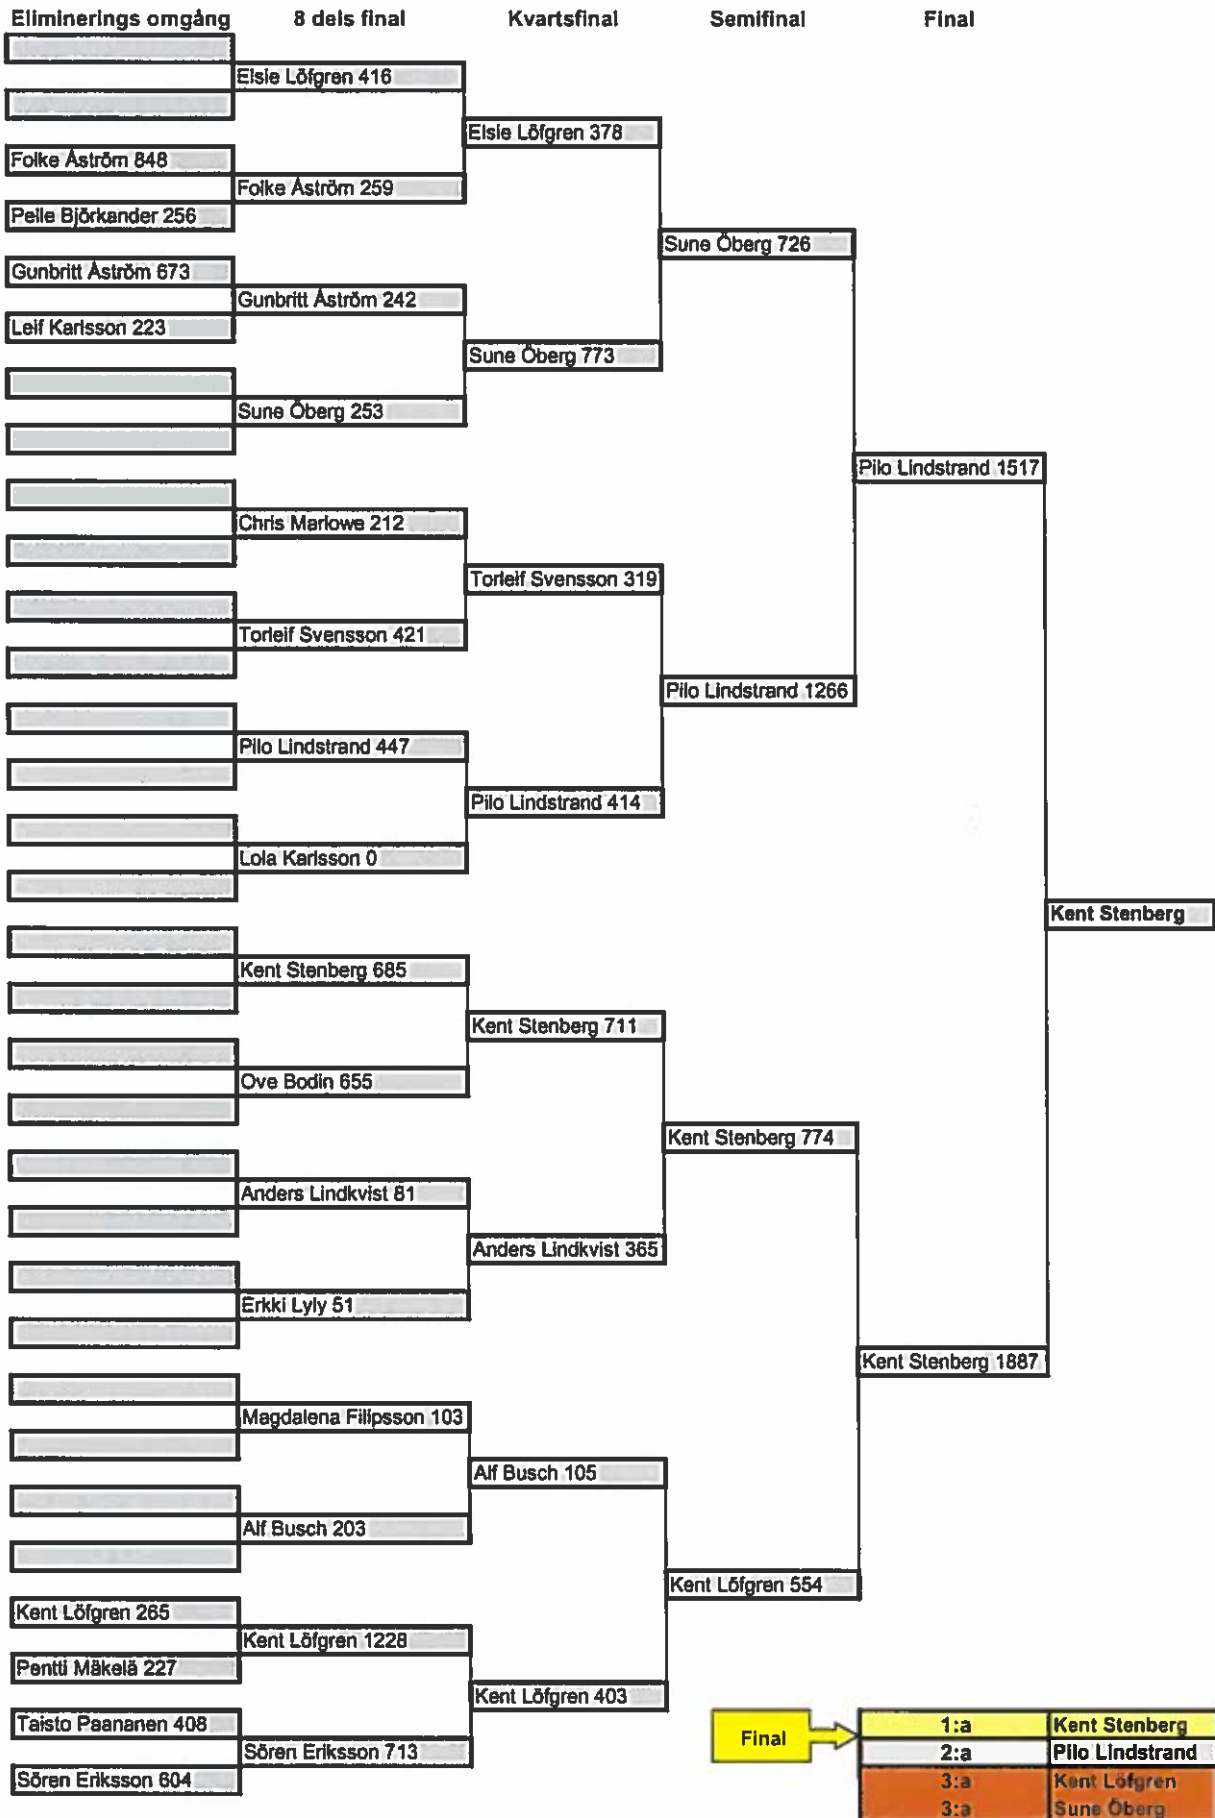 Eliminerings omgång 8 dels final Kvartsfinal Semifinal Final
Elsie Löfgren 416
Elsie Löfgren 378
Folke Åström 848
Folke Åström 259
Pelle Björkander 256
Sune Öberg 726
Gunbritt Åström 673
Gunbritt Åström 242
Leif Karlsson 223
Sune Öberg 773
Sune Öberg 253
Pilo Lindstrand 1517
Chris Marlowe 212
Torleif Svensson 319
Torleif Svensson 421
Pilo Lindstrand 1266
Pilo Lindstrand 447
Pilo Lindstrand 414
Lola Karlsson 0
Kent Stenberg
Kent Stenberg 685
Kent Stenberg 711
Ove Bodin 655
Kent Stenberg 774
Anders Lindkvist 81
Anders Lindkvist 365
Erkki Lyly 51
Kent Stenberg 1887
Magdalena Filipsson 103
Alf Busch 105
Alf Busch 203
Kent Löfgren 554
Kent Löfgren 265
Kent Löfgren 1228
Pentti Mäkelä 227
Kent Löfgren 403
Taisto Paananen 408
Sören Eriksson 713
Sören Eriksson 604
Final
1:a Kent Stenberg
2:a Pilo Lindstrand
3:a Kent Löfgren
3:a Sune Öberg